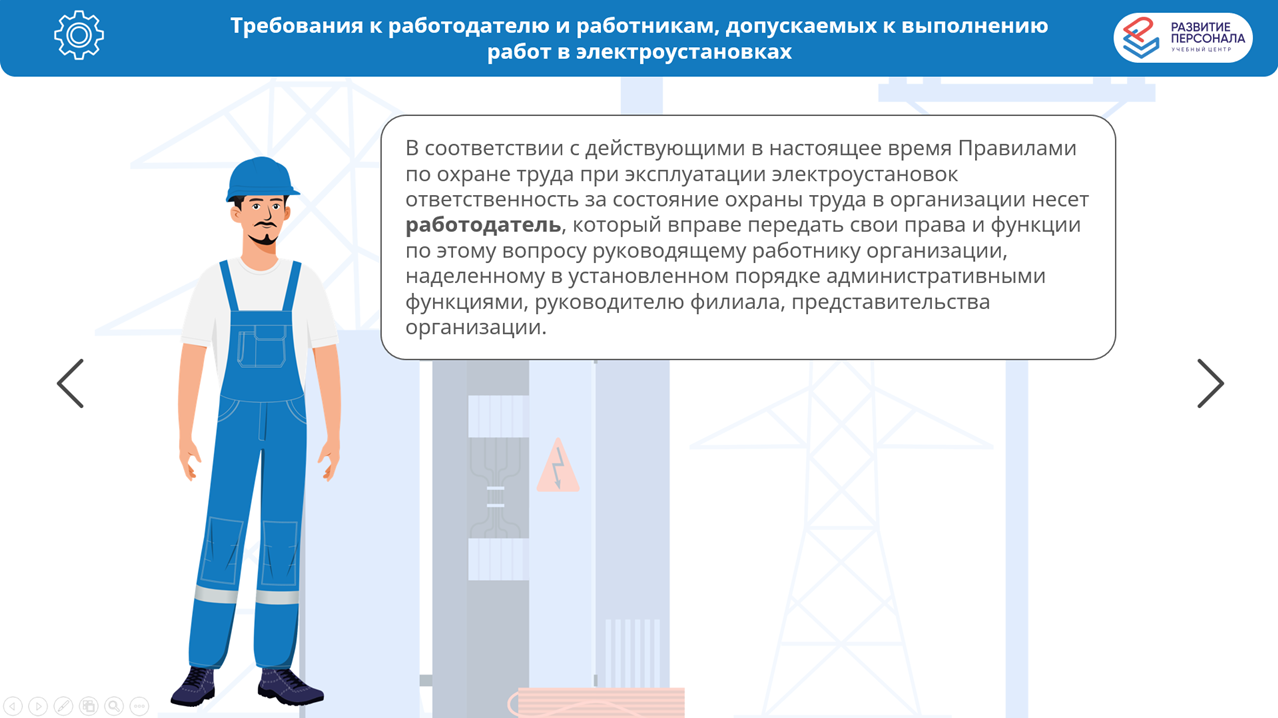 Требования к работодателю и работникам, допускаемых к выполнению
работ в электроустановках
РАЗВИТИЕ
ПЕРСОНАЛА
УЧЕБНЫЙ ЦЕНТР
В соответствии с действующими в настоящее время Правилами
по охране труда при эксплуатации электроустановок
ответственность за состояние охраны труда в организации несет
работодатель, который вправе передать свои права и функции
по этому вопросу руководящему работнику организации,
наделенному в установленном порядке административными
функциями, руководителю филиала, представительства
организации.